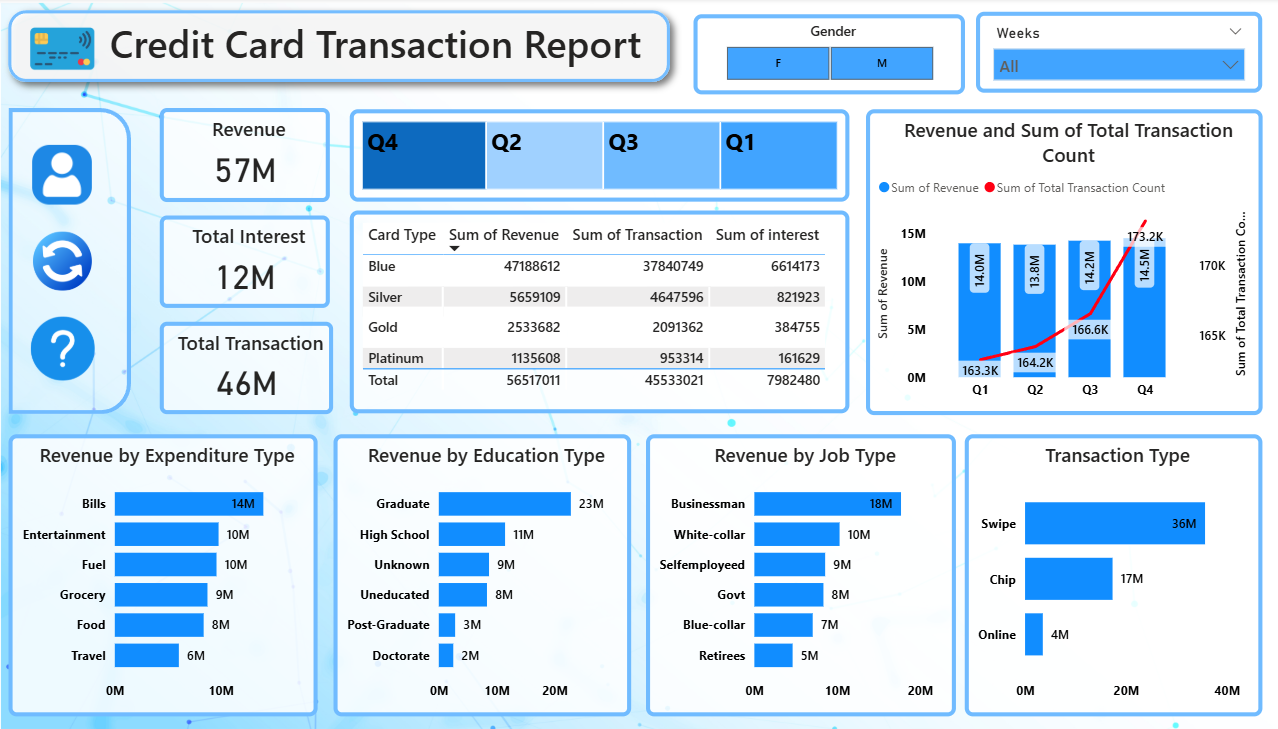 Credit Card Transaction Report
Gender
F M
Weeks
All
Revenue
57M
Total Interest
12M
Total Transaction
46M
Q4 Q2 Q3 Q1
Card Type Sum of Revenue Sum of Transaction Sum of interest
Blue 47188612 37840749 6614173
Silver 5659109 4647596 821923
Gold 2533682 2091362 384755
Platinum 1135608 953314 161629
Total 56517011 45533021 7982480
Revenue and Sum of Total Transaction
Count
Sum of Revenue Sum of Total Transaction Count
Sum of Revenue
15M
10M
5M
0M
14.0M
13.8M
14.2M
14.5M
163.3K
164.2K
166.6K
173.2K
Q1 Q2 Q3 Q4
170K
165K
Sum of Total Transaction Co...
Revenue by Expenditure Type
Bills 14M
Entertainment 10M
Fuel 10M
Grocery 9M
Food 8M
Travel 6M
0M 10M
Revenue by Education Type
Graduate 23M
High School 11M
Unknown 9M
Uneducated 8M
Post-Graduate 3M
Doctorate 2M
0M 10M 20M
Revenue by Job Type
Businessman 18M
White-collar 10M
Selfemployeed 9M
Govt 8M
Blue-collar 7M
Retirees 5M
0M 10M 20M
Transaction Type
Swipe 36M
Chip 17M
Online 4M
0M 20M 40M